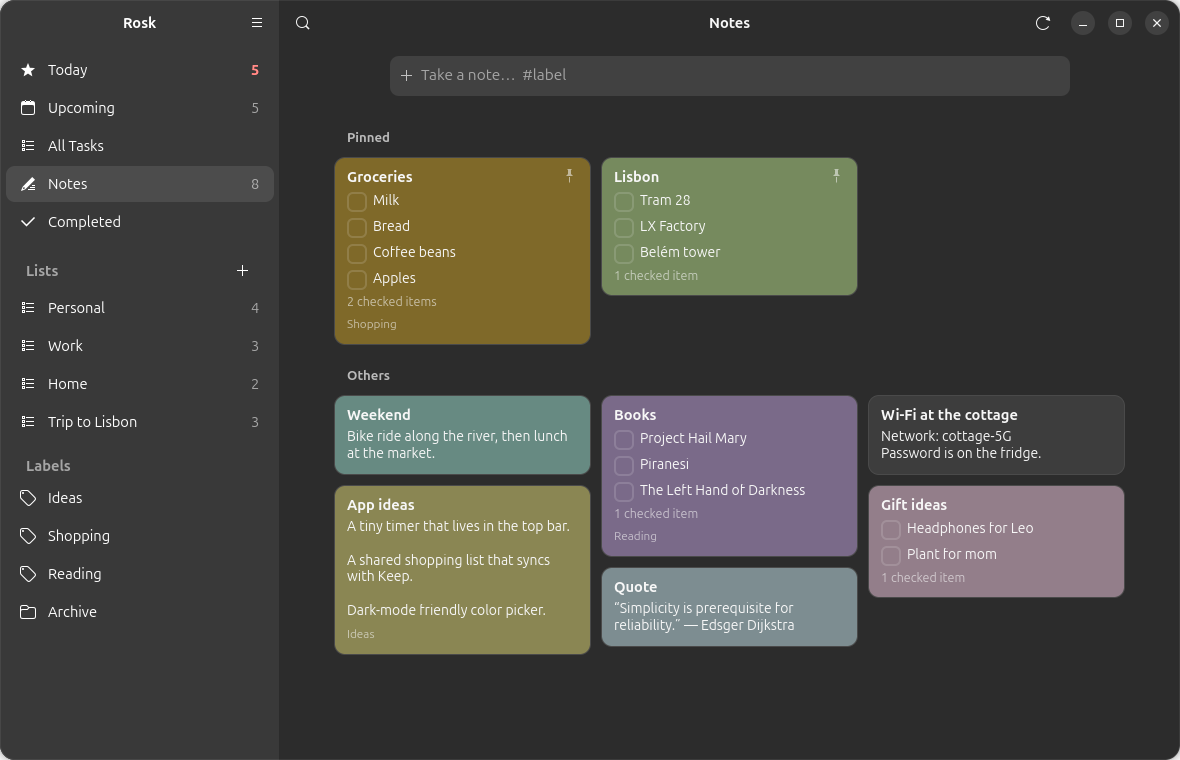 Rosk
Notes
Today 5
Upcoming 5
All Tasks
Notes 8
Completed
Lists
Personal 4
Work 3
Home 2
Trip to Lisbon 3
Labels
Ideas
Shopping
Reading
Archive
Take a note… #label
Pinned
Groceries
Milk
Bread
Coffee beans
Apples
2 checked items
Shopping
Lisbon
Tram 28
LX Factory
Belém tower
1 checked item
Others
Weekend
Bike ride along the river, then lunch
at the market.
App ideas
A tiny timer that lives in the top bar.
A shared shopping list that syncs
with Keep.
Dark-mode friendly color picker.
Ideas
Books
Project Hail Mary
Piranesi
The Left Hand of Darkness
1 checked item
Reading
Quote
“Simplicity is prerequisite for
reliability.” — Edsger Dijkstra
Wi-Fi at the cottage
Network: cottage-5G
Password is on the fridge.
Gift ideas
Headphones for Leo
Plant for mom
1 checked item